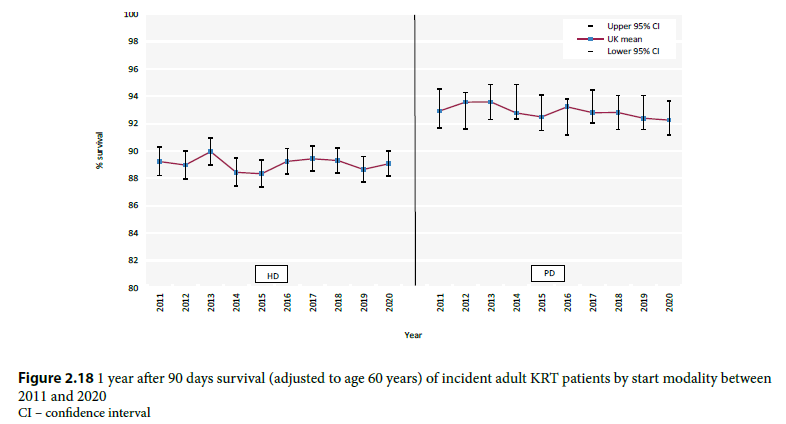 100
98
96
94
92
90
88
86
84
82
80
% survival
Upper 95% CI
UK mean
Lower 95% CI
HD
PD
2011 2012 2013 2014 2015 2016 2017 2018 2019 2020
2011 2012 2013 2014 2015 2016 2017 2018 2019 2020
Year
Figure 2.18 1 year after 90 days survival (adjusted to age 60 years) of incident adult KRT patients by start modality between
2011 and 2020
CI – confidence interval